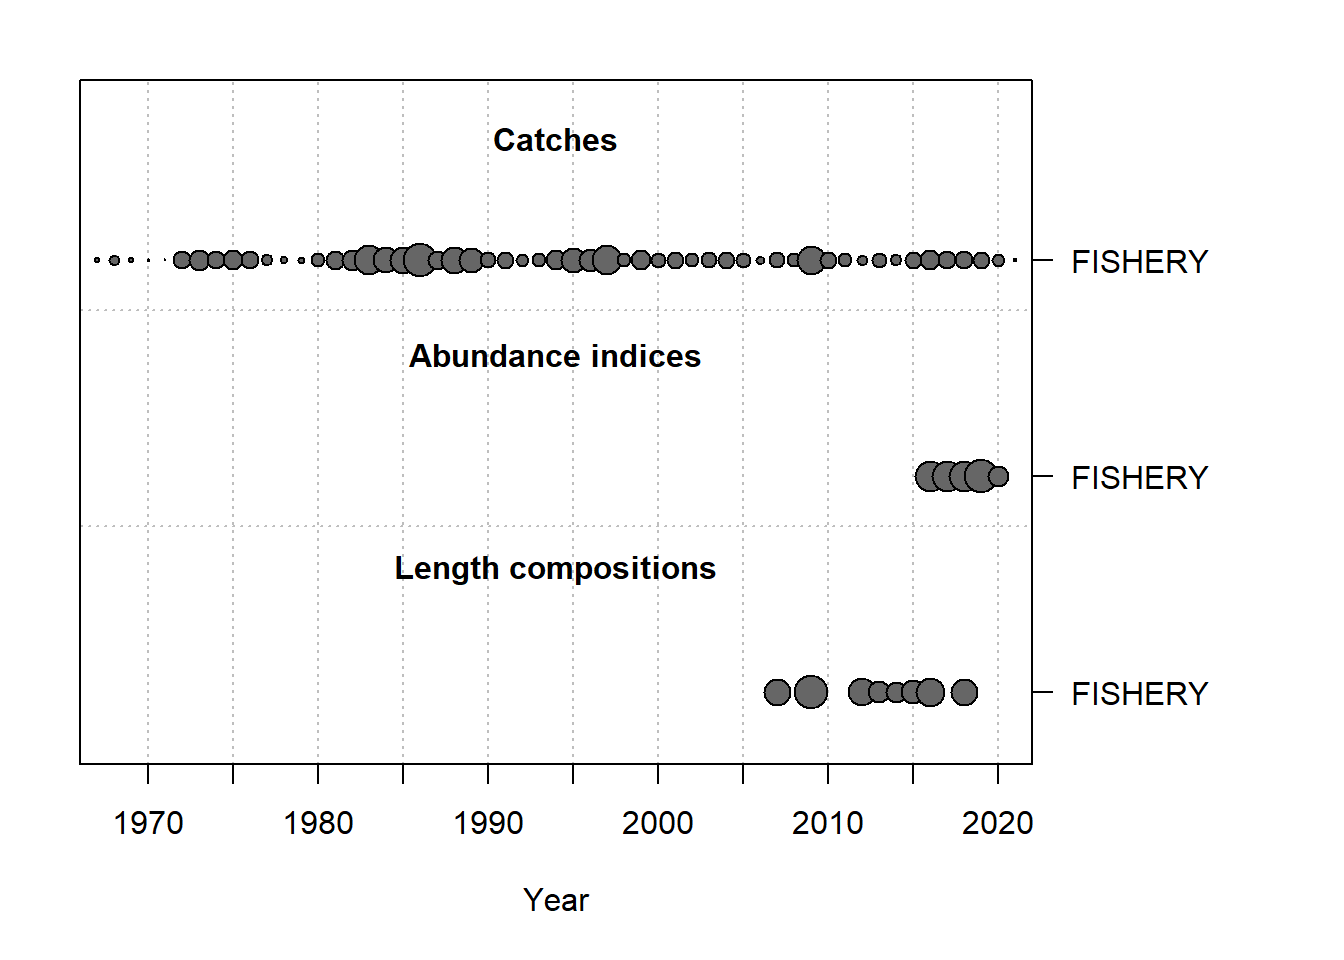 Catches
FISHERY
Abundance indices
FISHERY
Length compositions
FISHERY
1970 1980 1990 2000 2010 2020
Year